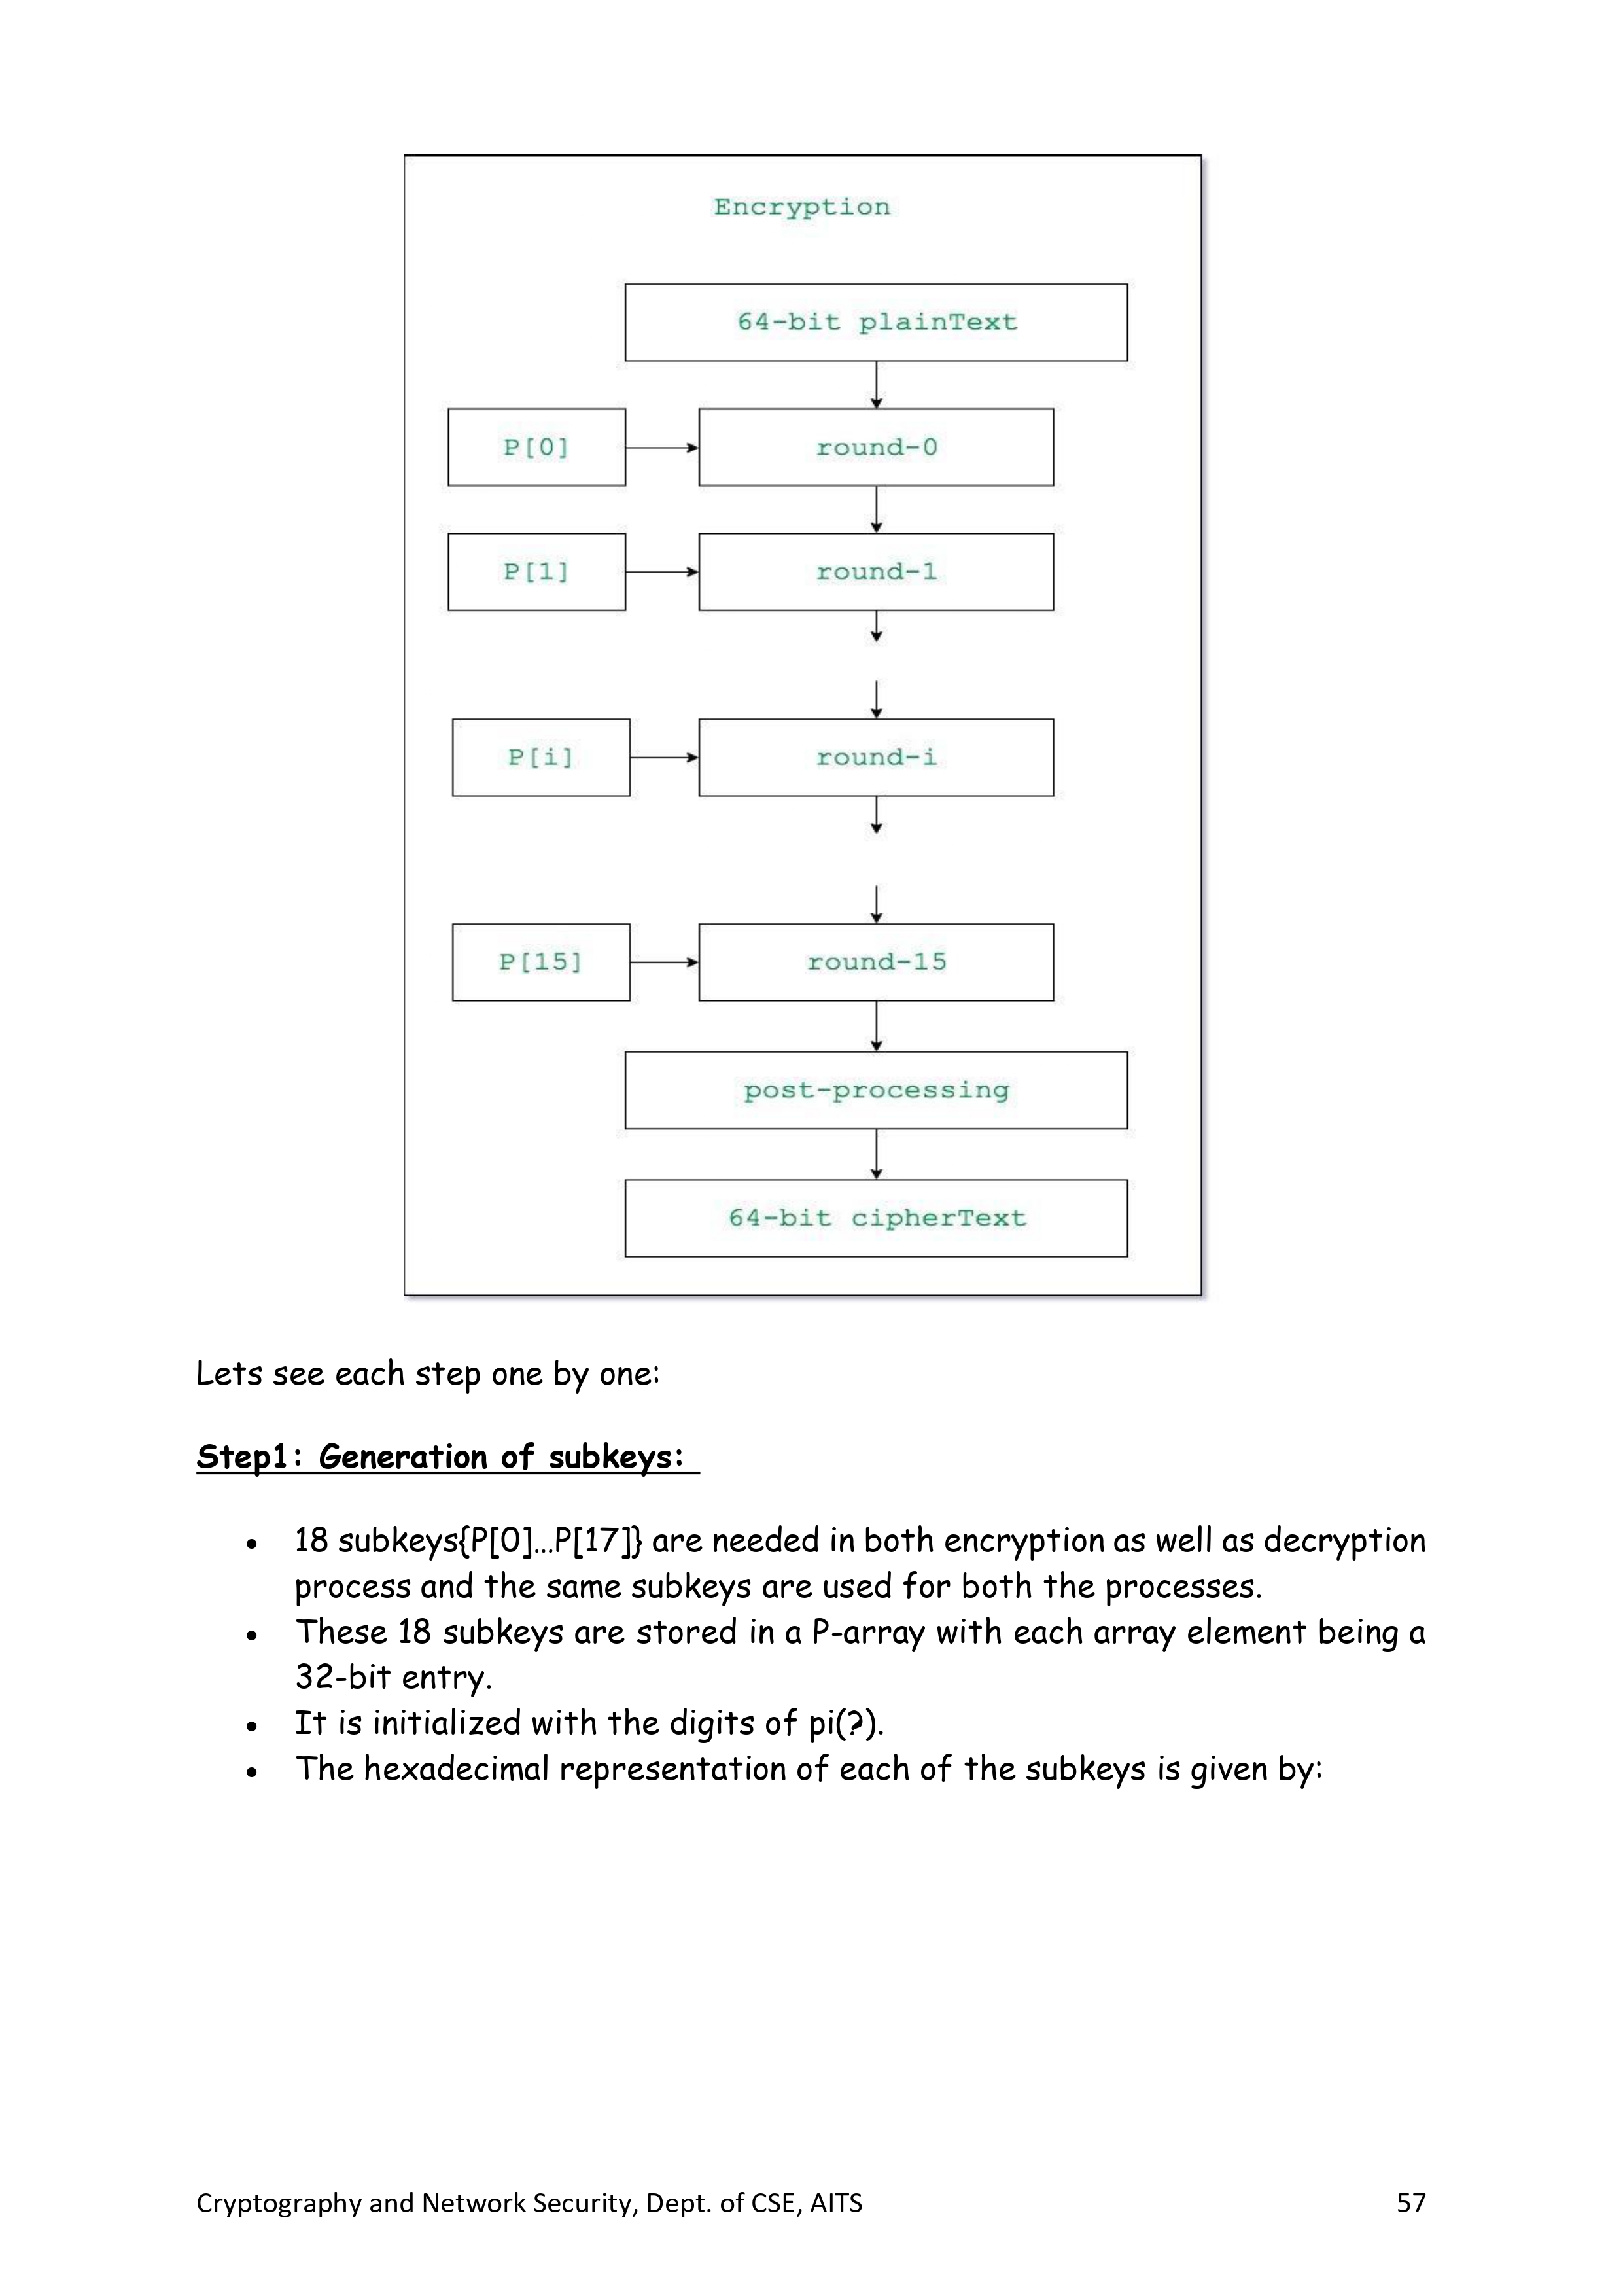 Encryption
64-bit plainText
P[0]
round-0
P[1]
round-1
P[i]
round-i
P[15]
round-15
post-processing
64-bit cipherText
Lets see each step one by one:
Step1: Generation of subkeys:
• 18 subkeys{P[0]...P[17]} are needed in both encryption as well as decryption
process and the same subkeys are used for both the processes.
• These 18 subkeys are stored in a P-array with each array element being a
32-bit entry.
• It is initialized with the digits of pi(?).
• The hexadecimal representation of each of the subkeys is given by:
Cryptography and Network Security, Dept. of CSE, AITS 57